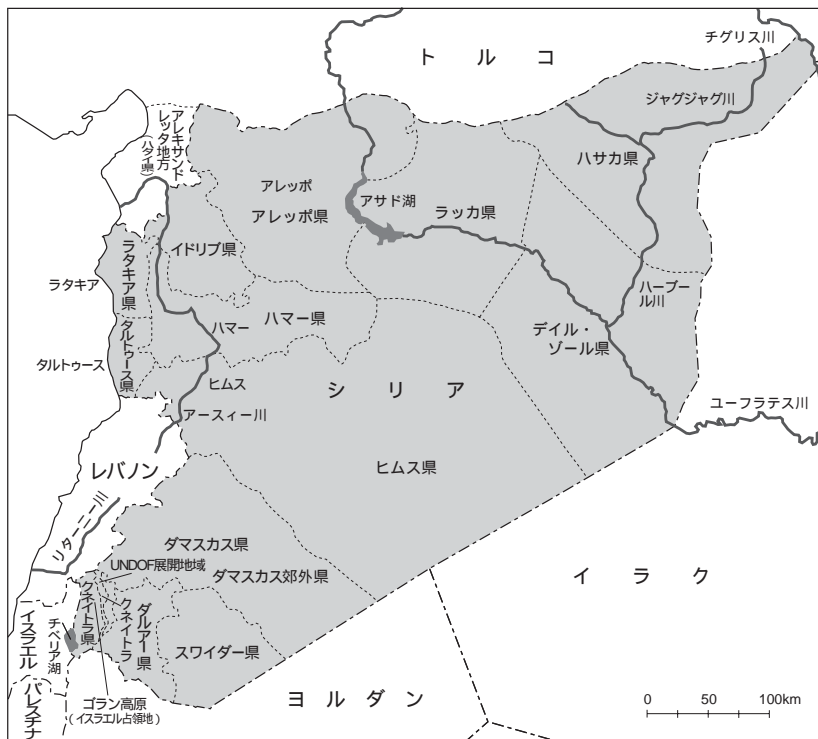 トルコ
チグリス川
ジャグジャグ川
アレキサンド
レッタ地方
(ハタイ県)
ハサカ県
アレッポ
アレッポ県
アサド湖
ラッカ県
イドリブ県
ラタキア県
ラタキア
ハーブー
ル川
ハマー
ハマー県
デイル・
ゾール県
タルトゥース県
タルトゥース
シリア
ヒムス
アースィー川
ユーフラテス川
ヒムス県
レバノン
リターニー川
ダマスカス県
UNDOF展開地域
ダマスカス郊外県
イラク
クネイトラ県
クネイトラ
ダルアー県
スワイダー県
イスラエル
チベリア湖
パレスチナ
ゴラン高原
(イスラエル占領地)
ヨルダン
0 50 100km